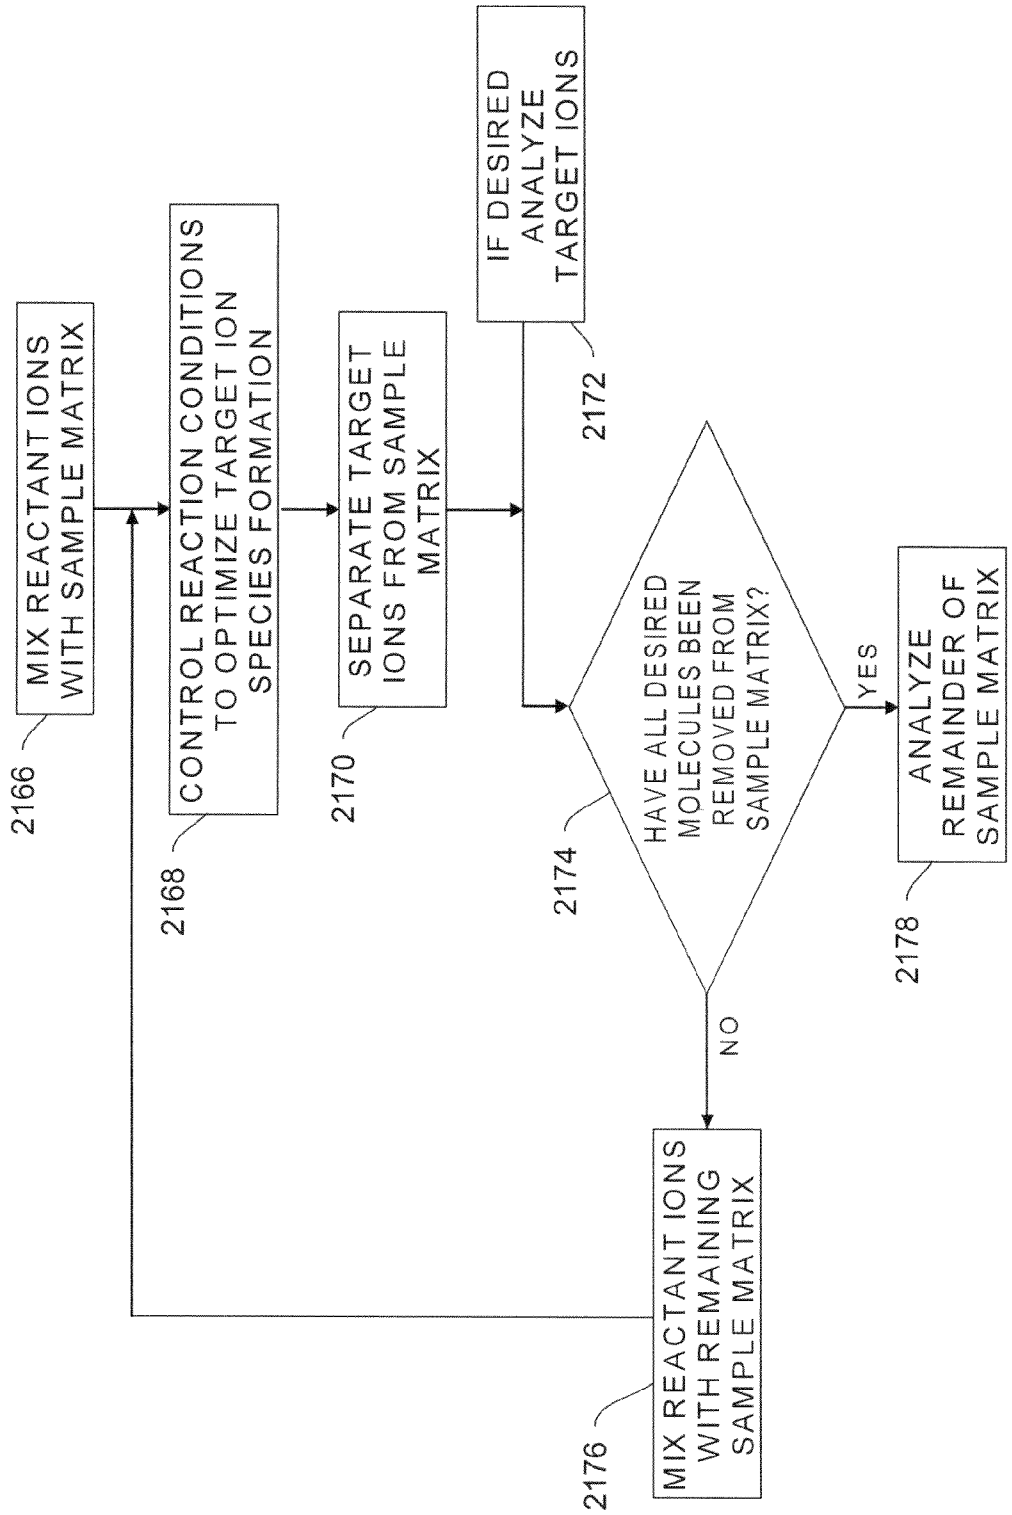 2166
MIX REACTANT IONS
WITH SAMPLE MATRIX
2168
CONTROL REACTION CONDITIONS
TO OPTIMIZE TARGET ION
SPECIES FORMATION
2170
SEPARATE TARGET
IONS FROM SAMPLE
MATRIX
IF DESIRED
ANALYZE
TARGET IONS
2172
2174
HAVE ALL DESIRED
MOLECULES BEEN
REMOVED FROM
SAMPLE MATRIX?
NO
YES
2176
MIX REACTANT IONS
WITH REMAINING
SAMPLE MATRIX
2178
ANALYZE
REMAINDER OF
SAMPLE MATRIX